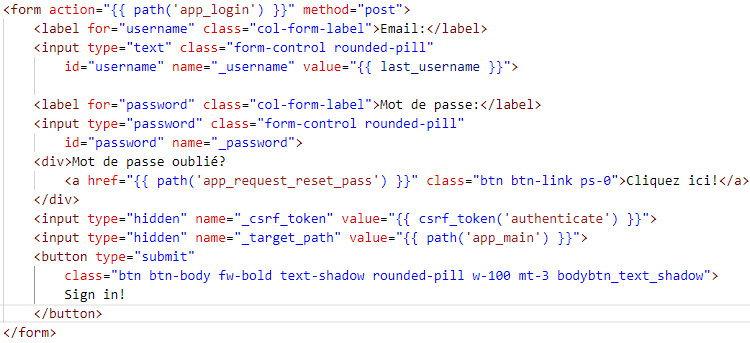 <form action="{{ path('app_login') }}" method="post">
<label for="username" class="col-form-label">Email:</label>
<input type="text" class="form-control rounded-pill"
id="username" name="_username" value="{{ last_username }}">
<label for="password" class="col-form-label">Mot de passe:</label>
<input type="password" class="form-control rounded-pill"
id="password" name="_password">
<div>Mot de passe oublié?
<a href="{{ path('app_request_reset_pass') }}" class="btn btn-link ps-0">Cliquez ici!</a>
</div>
<input type="hidden" name="_csrf_token" value="{{ csrf_token('authenticate') }}">
<input type="hidden" name="_target_path" value="{{ path('app_main') }}">
<button type="submit"
class="btn btn-body fw-bold text-shadow rounded-pill w-100 mt-3 bodybtn_text_shadow">
Sign in!
</button>
</form>